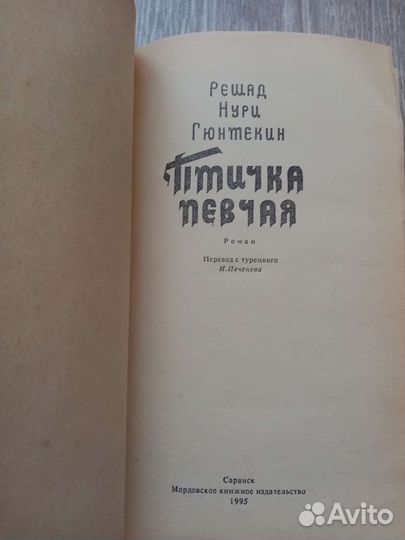 Решад
Нури
Гюнтекин
Птичка
певчая
Роман
Перевод с турецкого
И. Печенева
Саранск
Мордовское книжное издательство
1995
Avito